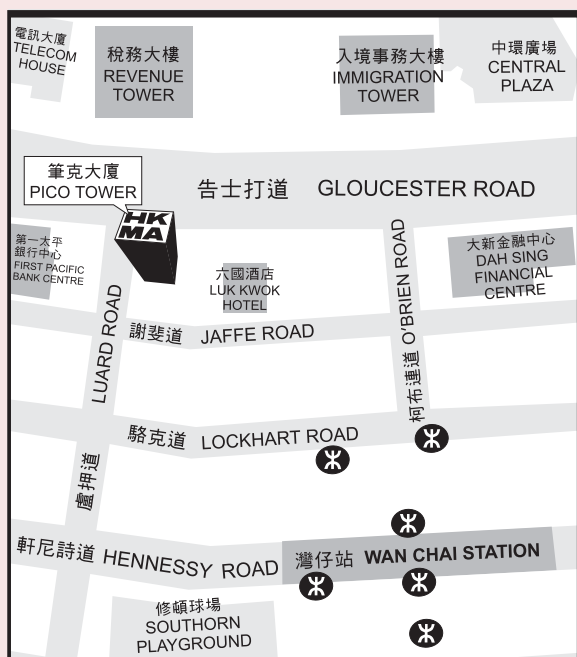 電訊大廈
TELECOM
HOUSE
稅務大樓
REVENUE
TOWER
入境事務大樓
IMMIGRATION
TOWER
中環廣場
CENTRAL
PLAZA
筆克大廈
PICO TOWER
告士打道 GLOUCESTER ROAD
HK
MA
第一太平
銀行中心
FIRST PACIFIC
BANK CENTRE
六國酒店
LUK KWOK
HOTEL
大新金融中心
DAH SING
FINANCIAL
CENTRE
柯布連道 O'BRIEN ROAD
盧押道 LUARD ROAD
謝斐道 JAFFE ROAD
駱克道 LOCKHART ROAD
軒尼詩道 HENNESSY ROAD
灣仔站 WAN CHAI STATION
修頓球場
SOUTHORN
PLAYGROUND